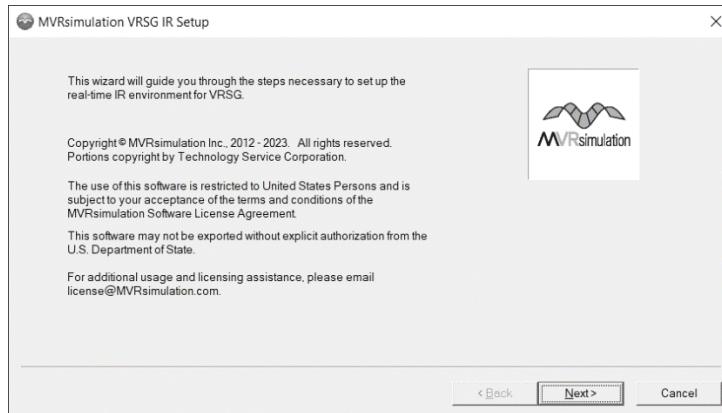 MVRsimulation VRSG IR Setup
This wizard will guide you through the steps necessary to set up the
real-time IR environment for VRSG.
MVRsimulation
Copyright © MVRsimulation Inc., 2012 - 2023. All rights reserved.
Portions copyright by Technology Service Corporation.
The use of this software is restricted to United States Persons and is
subject to your acceptance of the terms and conditions of the
MVRsimulation Software License Agreement.
This software may not be exported without explicit authorization from the
U.S. Department of State.
For additional usage and licensing assistance, please email
license@MVRsimulation.com.
< Back Next > Cancel